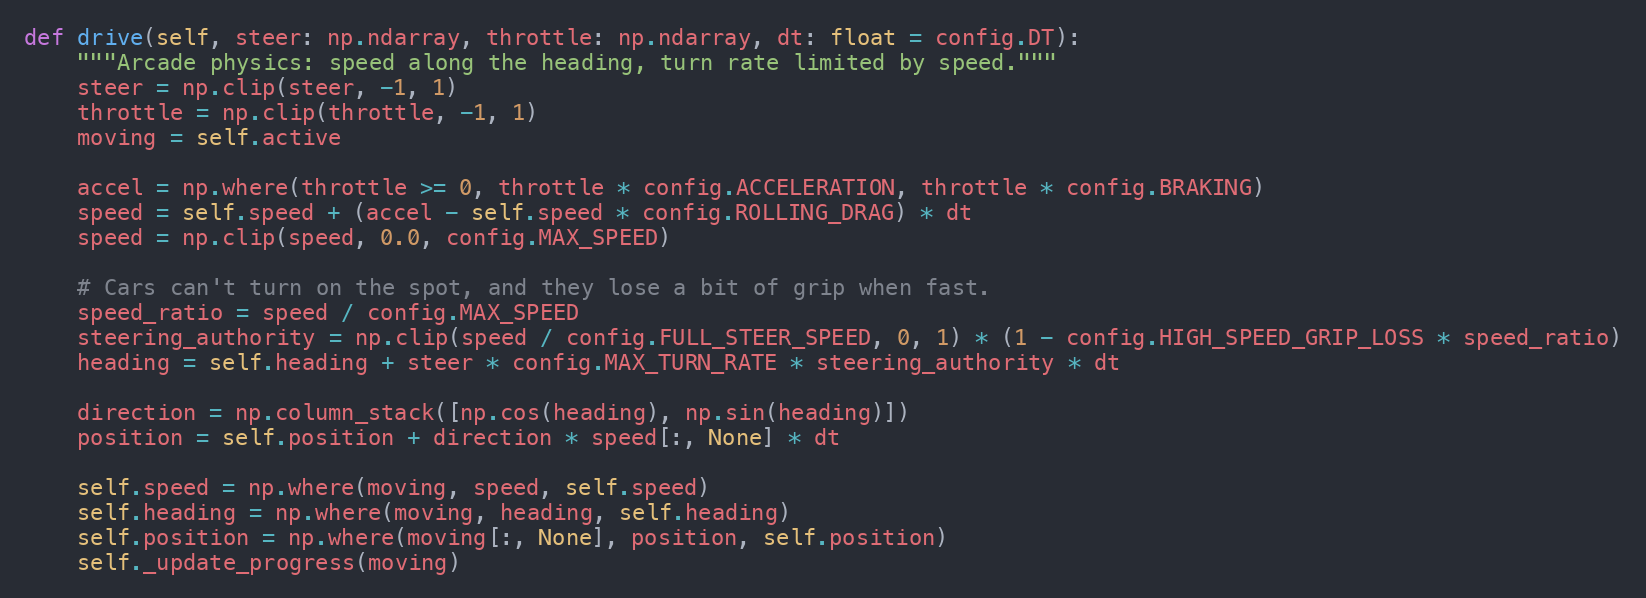 def drive(self, steer: np.ndarray, throttle: np.ndarray, dt: float = config.DT):
    """Arcade physics: speed along the heading, turn rate limited by speed."""
    steer = np.clip(steer, -1, 1)
    throttle = np.clip(throttle, -1, 1)
    moving = self.active

    accel = np.where(throttle >= 0, throttle * config.ACCELERATION, throttle * config.BRAKING)
    speed = self.speed + (accel - self.speed * config.ROLLING_DRAG) * dt
    speed = np.clip(speed, 0.0, config.MAX_SPEED)

    # Cars can't turn on the spot, and they lose a bit of grip when fast.
    speed_ratio = speed / config.MAX_SPEED
    steering_authority = np.clip(speed / config.FULL_STEER_SPEED, 0, 1) * (1 - config.HIGH_SPEED_GRIP_LOSS * speed_ratio)
    heading = self.heading + steer * config.MAX_TURN_RATE * steering_authority * dt

    direction = np.column_stack([np.cos(heading), np.sin(heading)])
    position = self.position + direction * speed[:, None] * dt

    self.speed = np.where(moving, speed, self.speed)
    self.heading = np.where(moving, heading, self.heading)
    self.position = np.where(moving[:, None], position, self.position)
    self._update_progress(moving)